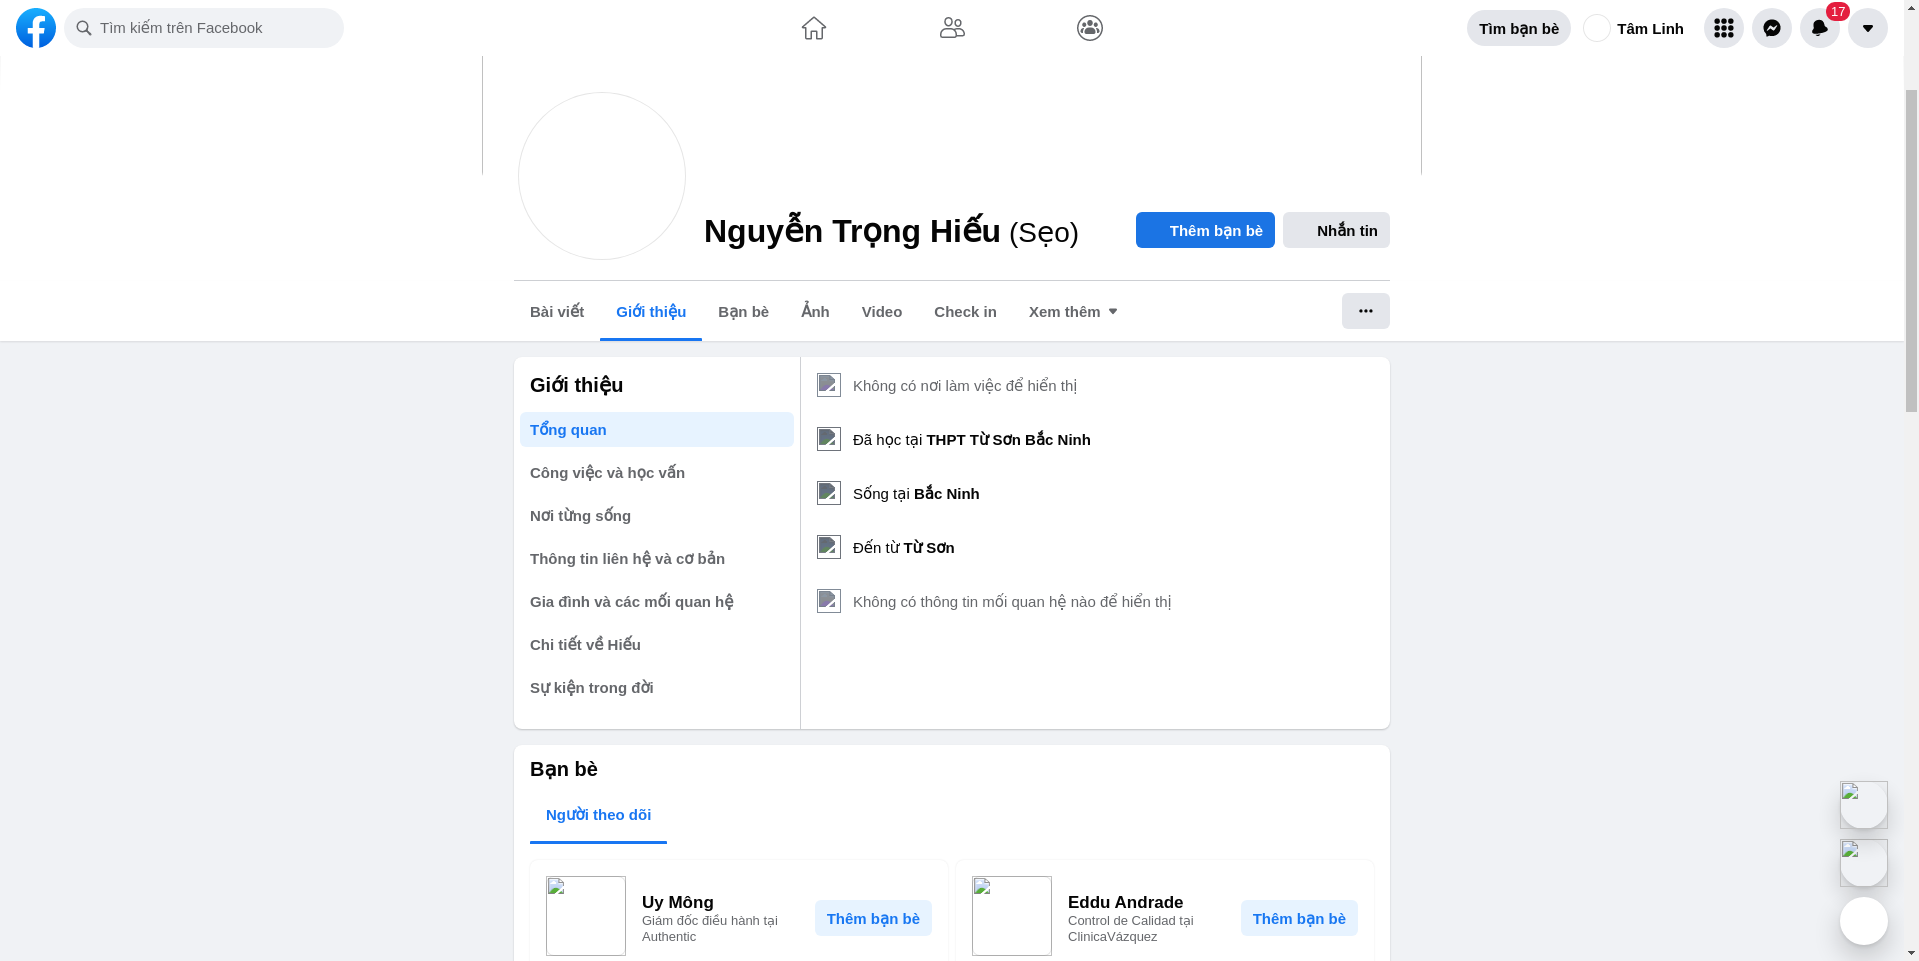 Tìm kiếm trên Facebook
Tìm bạn bè
Tâm Linh
17
Nguyễn Trọng Hiếu (Sẹo)
Thêm bạn bè
Nhắn tin
Bài viết
Giới thiệu
Bạn bè
Ảnh
Video
Check in
Xem thêm
Giới thiệu
Tổng quan
Công việc và học vấn
Nơi từng sống
Thông tin liên hệ và cơ bản
Gia đình và các mối quan hệ
Chi tiết về Hiếu
Sự kiện trong đời
Không có nơi làm việc để hiển thị
Đã học tại THPT Từ Sơn Bắc Ninh
Sống tại Bắc Ninh
Đến từ Từ Sơn
Không có thông tin mối quan hệ nào để hiển thị
Bạn bè
Người theo dõi
Uy Mông
Giám đốc điều hành tại
Authentic
Thêm bạn bè
Eddu Andrade
Control de Calidad tại
ClinicaVázquez
Thêm bạn bè